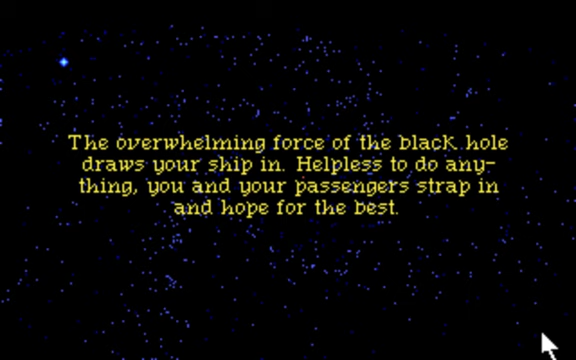 The overwhelming force of the black hole
draws your ship in. Helpless to do any-
thing, you and your passengers strap in
and hope for the best.